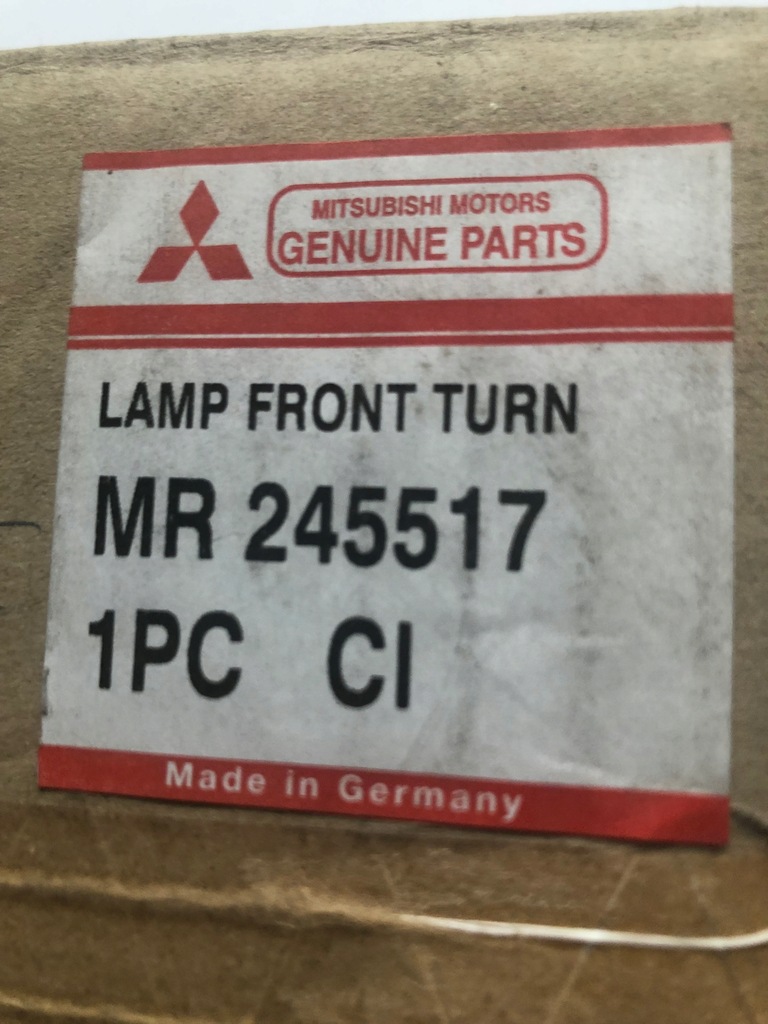 MITSUBISHI MOTORS
GENUINE PARTS
LAMP FRONT TURN
MR 245517
1PC CI
Made in Germany